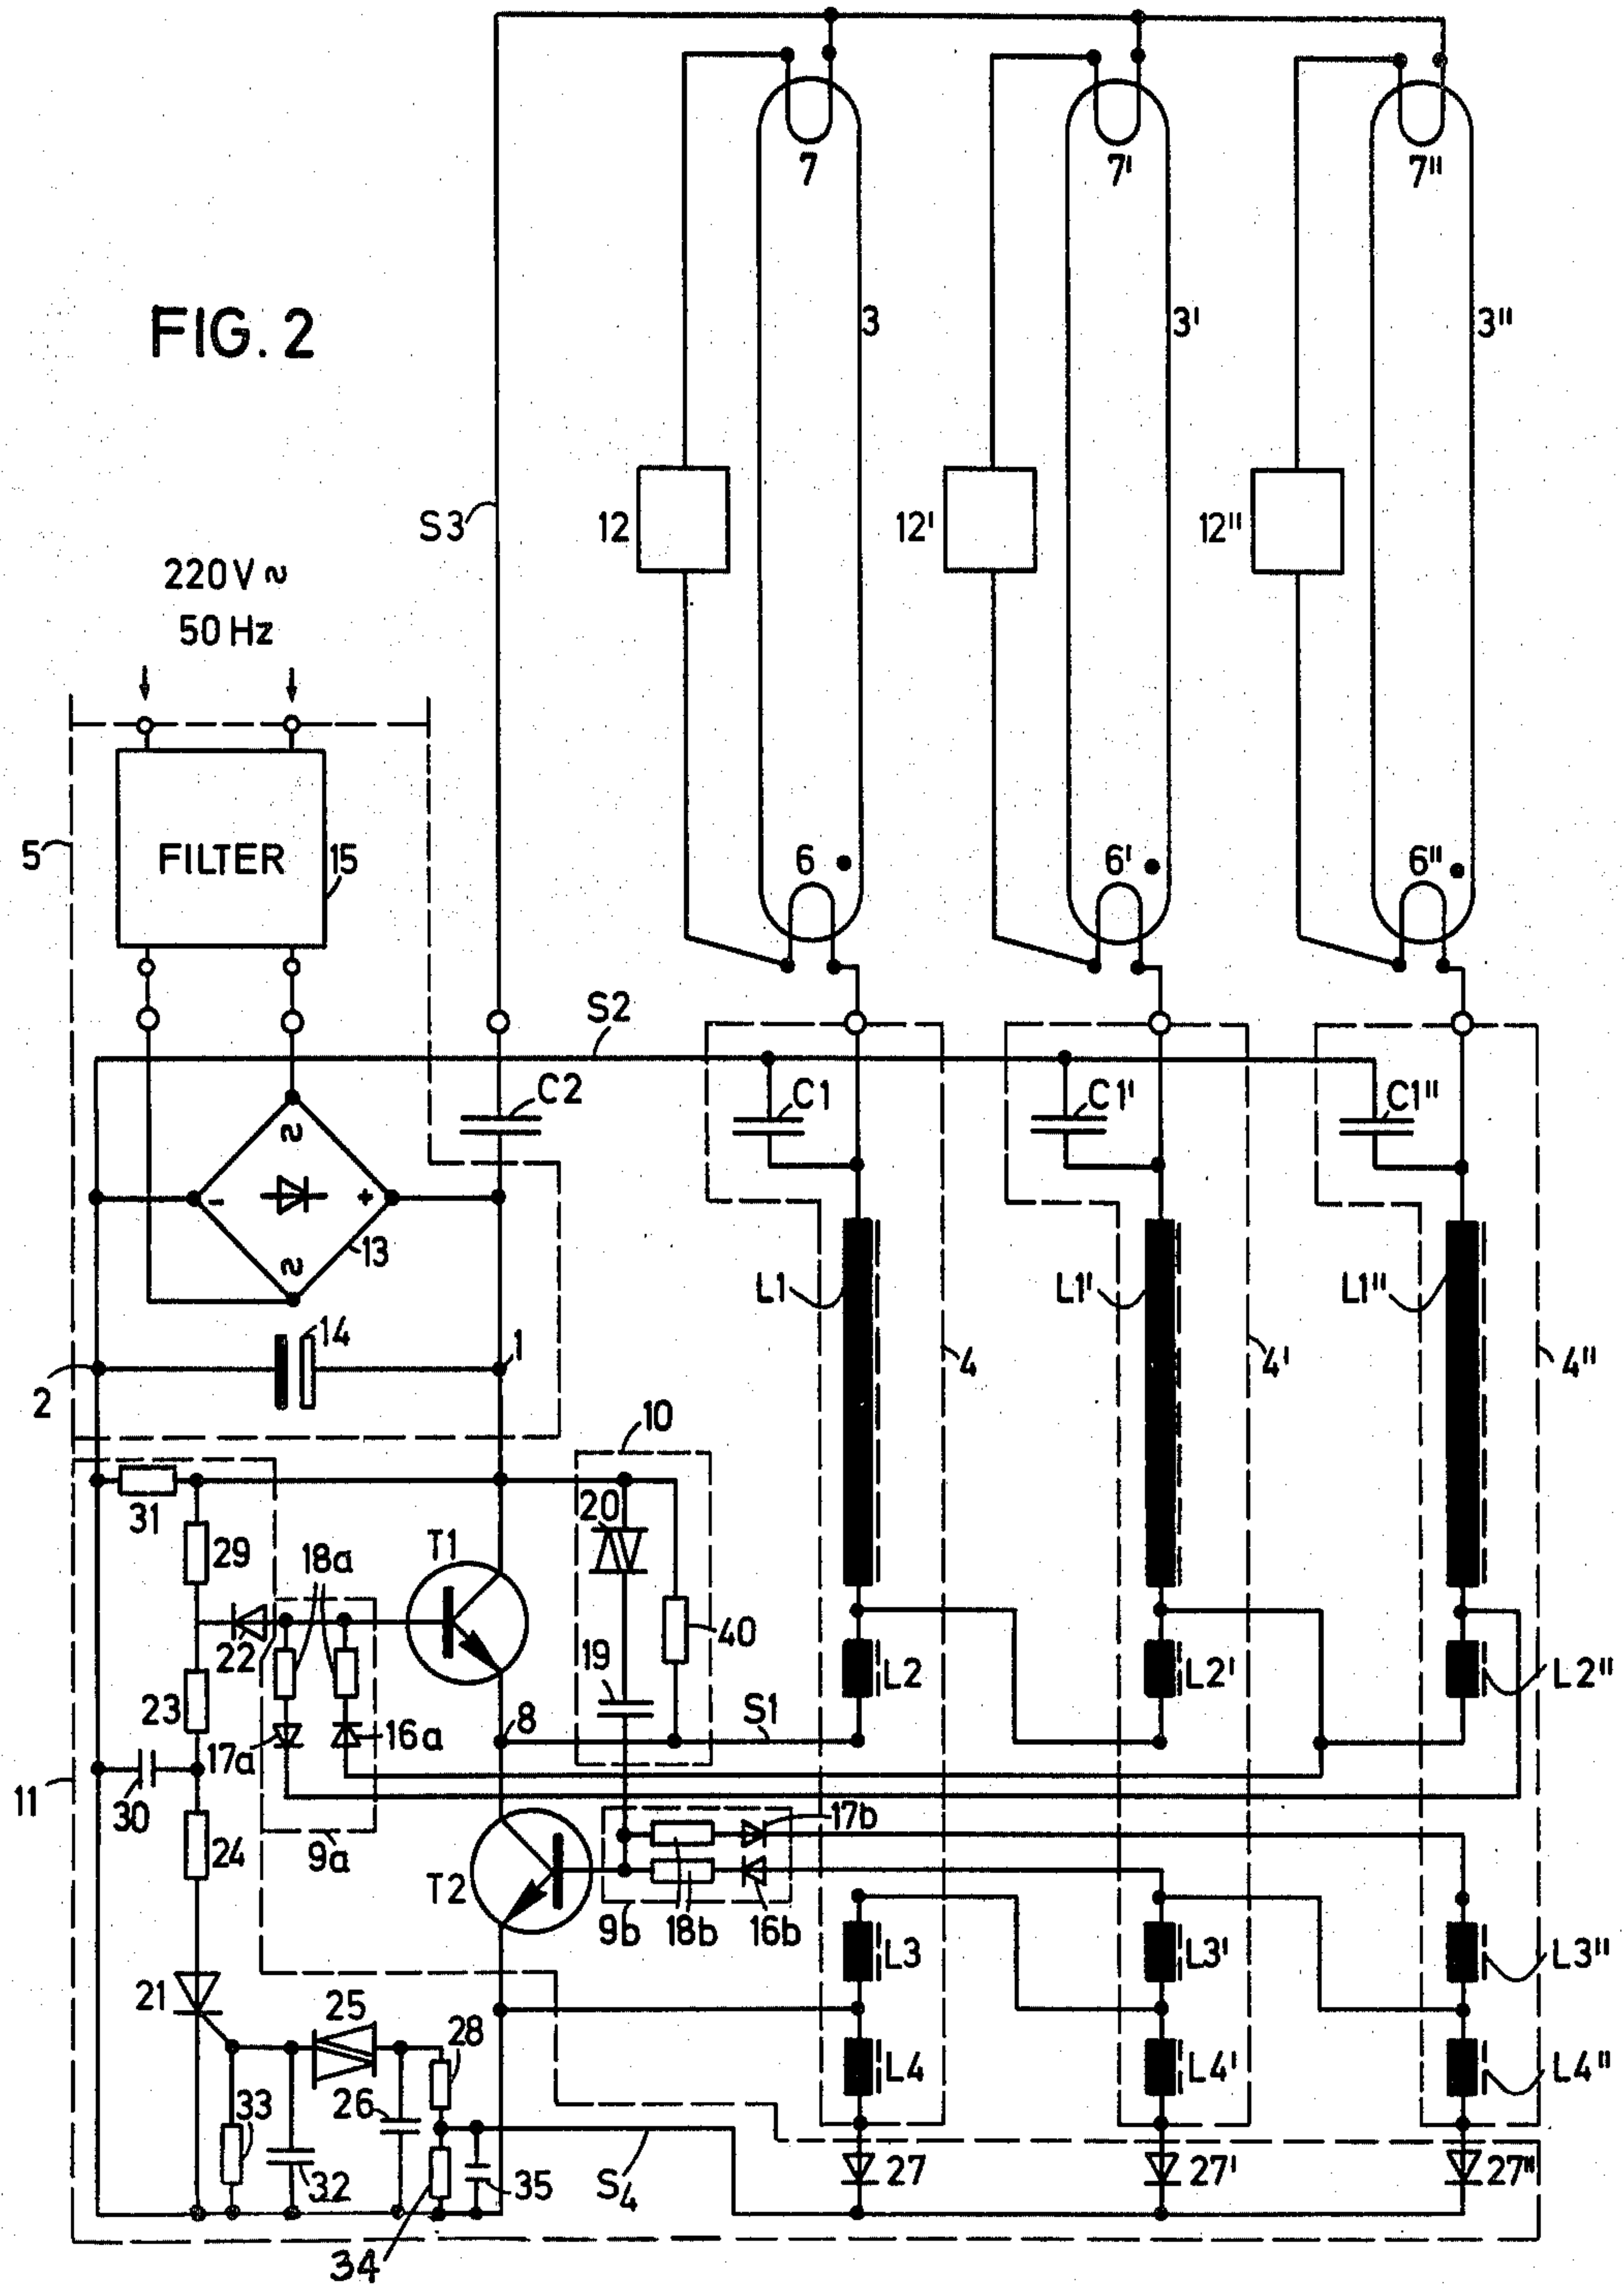 7
7'
7"
FIG. 2
3
3'
3"
S3
12
12'
12"
220V ~
50 Hz
5
FILTER
15
6
6'
6"
S2
C2
C1
C1'
C1"
~
-
+
~
13
L1
L1'
L1"
14
1
2
4
4'
4"
10
31
29
20
T1
18a
22
40
L2
L2'
L2"
23
19
8
S1
17a
16a
30
11
24
9a
17b
T2
9b
18b
16b
L3
L3'
L3"
21
25
28
L4
L4'
L4"
33
26
32
35
S4
27
27'
27"
34